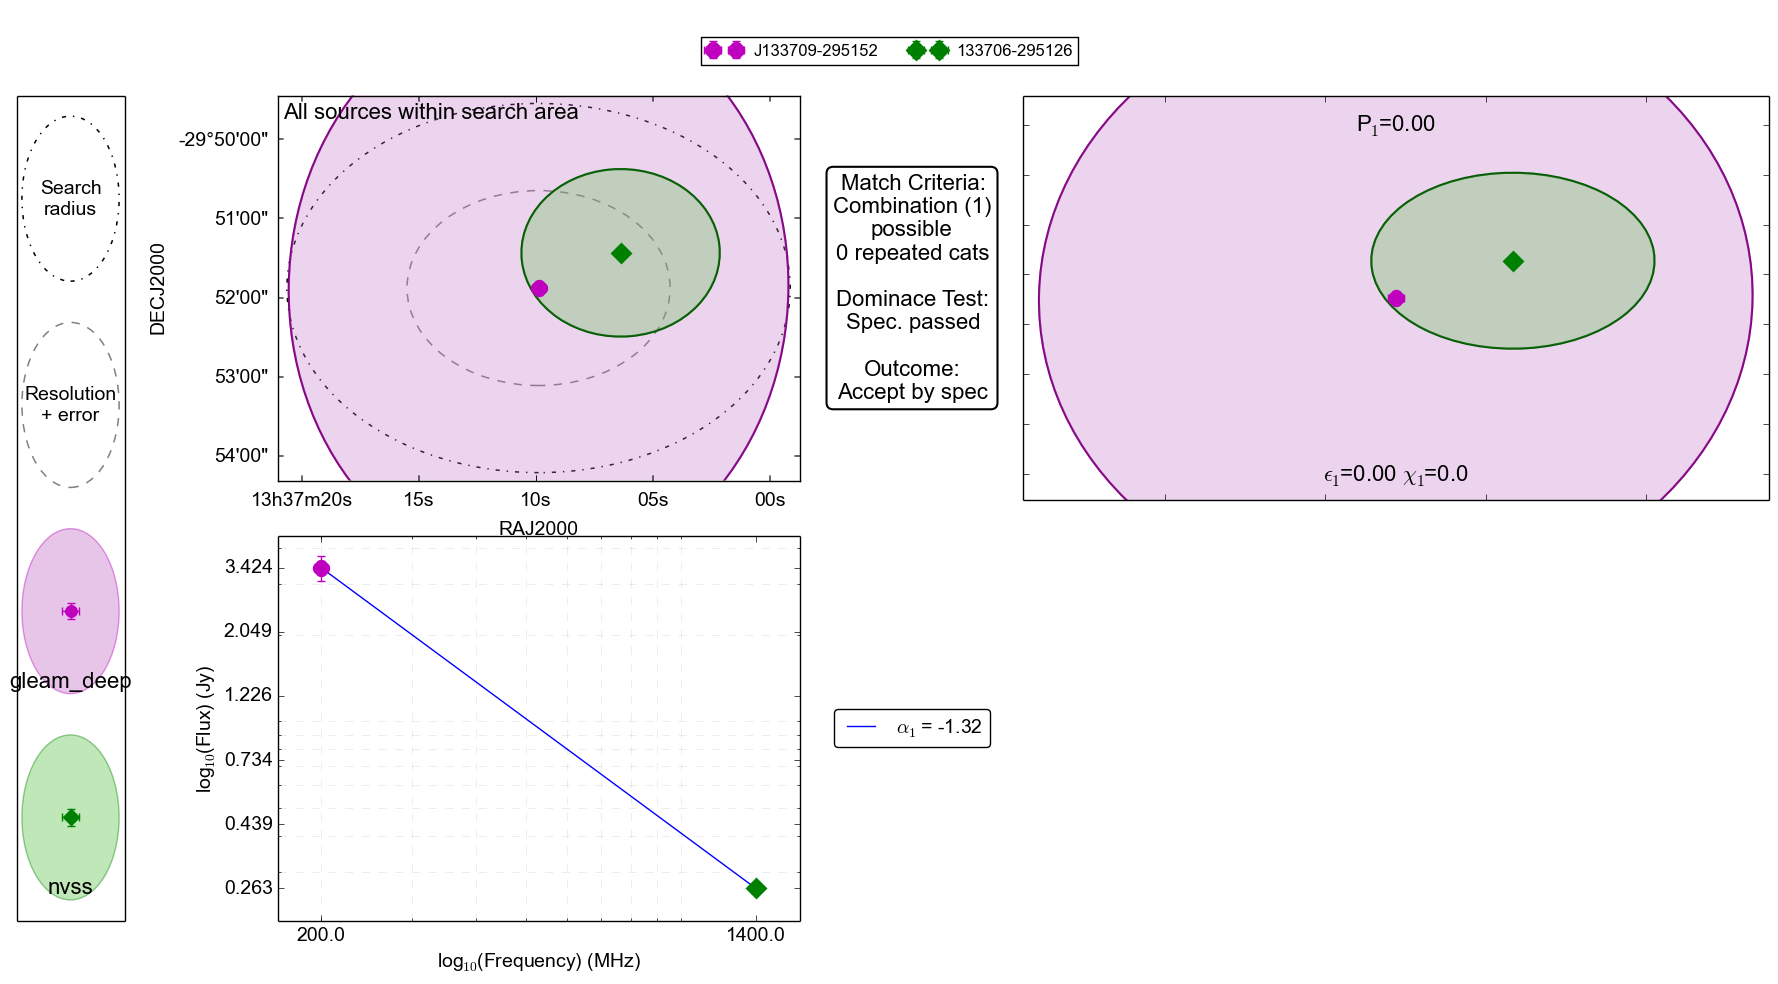 J133709-295152 133706-295126
Search
radius
Resolution
+ error
gleam_deep
nvss
All sources within search area
DECJ2000
-29°50'00"
51'00"
52'00"
53'00"
54'00"
13h37m20s 15s 10s 05s 00s
RAJ2000
Match Criteria:
Combination (1)
possible
0 repeated cats
Dominace Test:
Spec. passed
Outcome:
Accept by spec
P₁=0.00
ϵ₁=0.00 χ₁=0.0
log₁₀(Flux) (Jy)
3.424
2.049
1.226
0.734
0.439
0.263
200.0 1400.0
log₁₀(Frequency) (MHz)
α₁ = -1.32